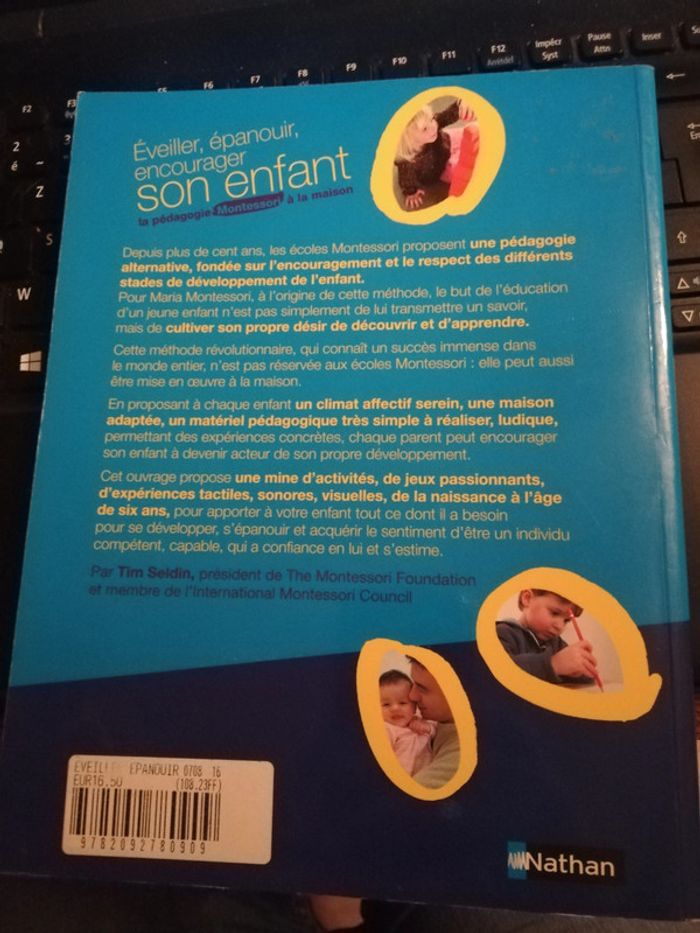 F2
F3
F6
F7
F8
F9
F10
F11
F12
Impécr
Syst
Pause
Attn
Inser
2
é
~
Z
S
W
Éveiller, épanouir,
encourager
son enfant
la pédagogie Montessori à la maison
Depuis plus de cent ans, les écoles Montessori proposent une pédagogie
alternative, fondée sur l'encouragement et le respect des différents
stades de développement de l'enfant.
Pour Maria Montessori, à l'origine de cette méthode, le but de l'éducation
d'un jeune enfant n'est pas simplement de lui transmettre un savoir,
mais de cultiver son propre désir de découvrir et d'apprendre.
Cette méthode révolutionnaire, qui connaît un succès immense dans
le monde entier, n'est pas réservée aux écoles Montessori : elle peut aussi
être mise en œuvre à la maison.
En proposant à chaque enfant un climat affectif serein, une maison
adaptée, un matériel pédagogique très simple à réaliser, ludique,
permettant des expériences concrètes, chaque parent peut encourager
son enfant à devenir acteur de son propre développement.
Cet ouvrage propose une mine d'activités, de jeux passionnants,
d'expériences tactiles, sonores, visuelles, de la naissance à l'âge
de six ans, pour apporter à votre enfant tout ce dont il a besoin
pour se développer, s'épanouir et acquérir le sentiment d'être un individu
compétent, capable, qui a confiance en lui et s'estime.
Par Tim Seldin, président de The Montessori Foundation
et membre de l'International Montessori Council
EPANOUIR 0708 16
EUR16.50 (108.23FF)
9782092780909
Nathan